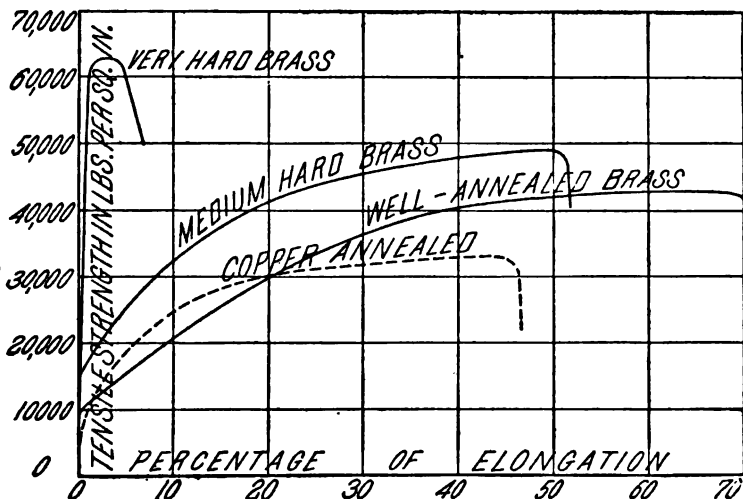 70,000
60,000
50,000
40,000
30,000
20,000
10000
0
TENSILE STRENGTH IN LBS. PER SQ. IN.
VERY HARD BRASS
MEDIUM HARD BRASS
WELL-ANNEALED BRASS
COPPER ANNEALED
PERCENTAGE OF ELONGATION
0 10 20 30 40 50 60 70